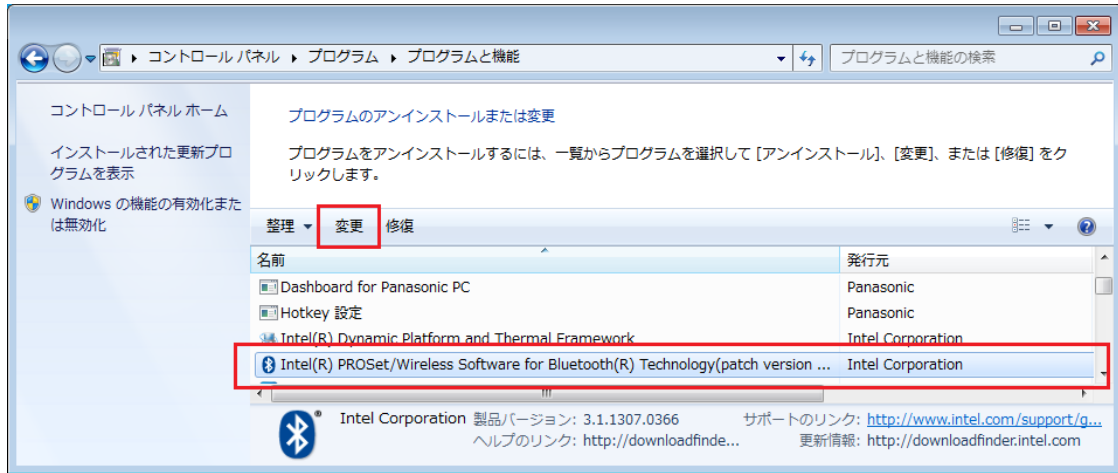 コントロール パネル ▸ プログラム ▸ プログラムと機能
プログラムと機能の検索
コントロール パネル ホーム
インストールされた更新プロ
グラムを表示
Windows の機能の有効化また
は無効化
プログラムのアンインストールまたは変更
プログラムをアンインストールするには、一覧からプログラムを選択して [アンインストール]、[変更]、または [修復] をク
リックします。
整理 変更 修復
名前 発行元
Dashboard for Panasonic PC Panasonic
Hotkey 設定 Panasonic
Intel(R) Dynamic Platform and Thermal Framework Intel Corporation
Intel(R) PROSet/Wireless Software for Bluetooth(R) Technology(patch version ... Intel Corporation
Intel Corporation 製品バージョン: 3.1.1307.0366 サポートのリンク: http://www.intel.com/support/g...
ヘルプのリンク: http://downloadfinde... 更新情報: http://downloadfinder.intel.com